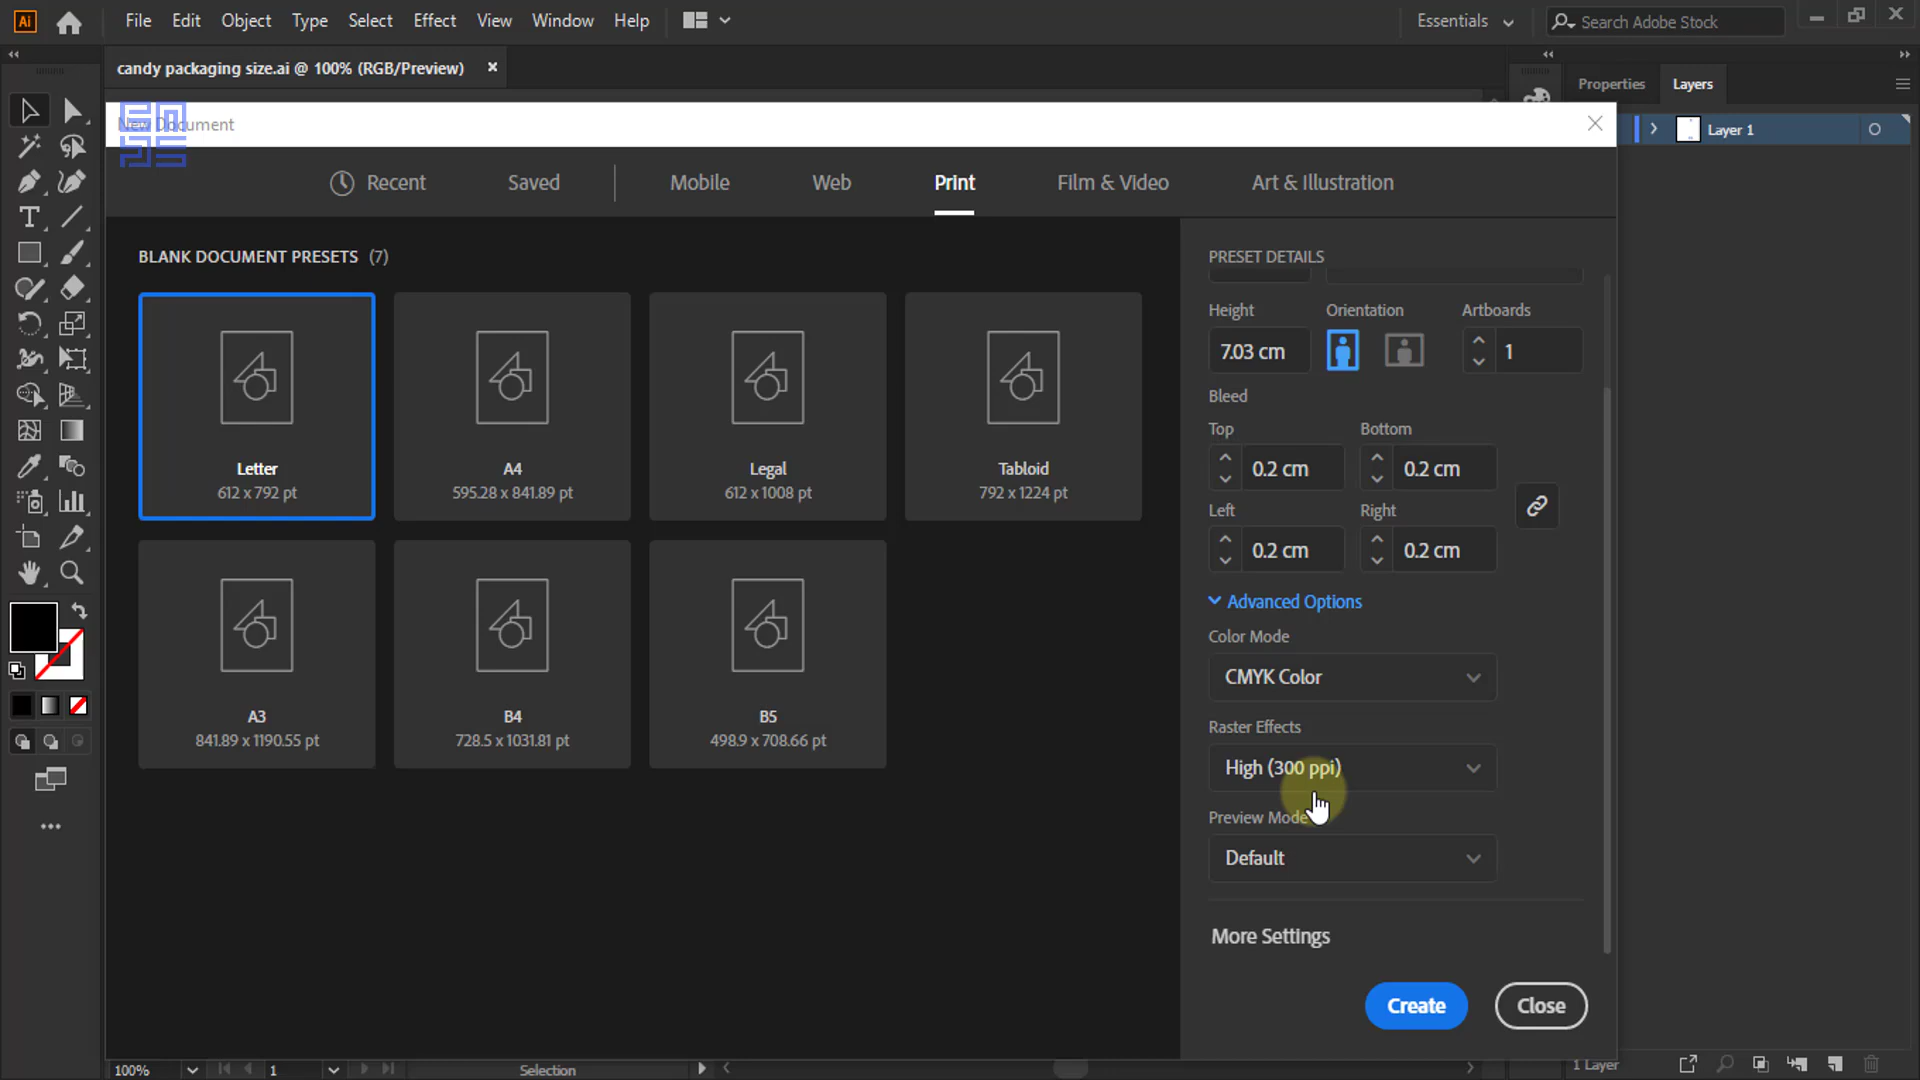 Ai File Edit Object Type Select Effect View Window Help Essentials Search Adobe Stock
candy packaging size.ai @ 100% (RGB/Preview)
Properties Layers
Layer 1
New Document
Recent Saved Mobile Web Print Film & Video Art & Illustration
BLANK DOCUMENT PRESETS (7)
Letter
612 x 792 pt
A4
595.28 x 841.89 pt
Legal
612 x 1008 pt
Tabloid
792 x 1224 pt
A3
841.89 x 1190.55 pt
B4
728.5 x 1031.81 pt
B5
498.9 x 708.66 pt
PRESET DETAILS
Height Orientation Artboards
7.03 cm 1
Bleed
Top Bottom
0.2 cm 0.2 cm
Left Right
0.2 cm 0.2 cm
Advanced Options
Color Mode
CMYK Color
Raster Effects
High (300 ppi)
Preview Mode
Default
More Settings
Create Close
100% 1 Selection 1 Layer